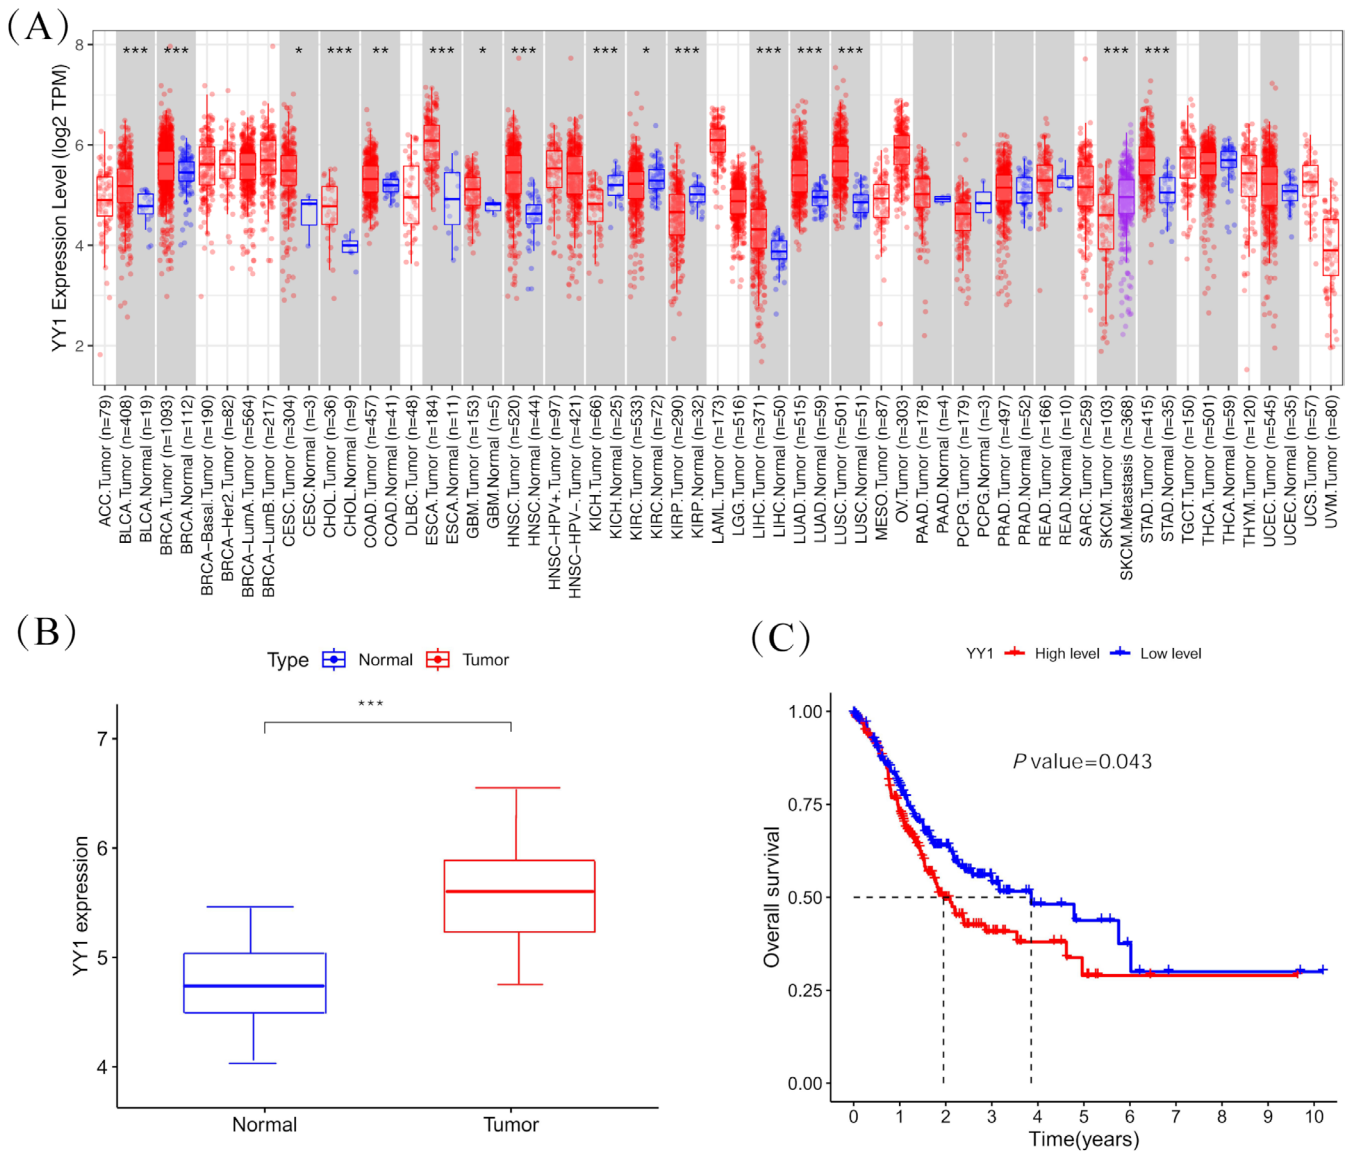 (A)
YY1 Expression Level (log2 TPM)
8
6
4
2
*** *** * *** ** *** * *** *** * *** *** *** *** *** ***
ACC.Tumor (n=79)
BLCA.Tumor (n=408)
BLCA.Normal (n=19)
BRCA.Tumor (n=1093)
BRCA.Normal (n=112)
BRCA-Basal.Tumor (n=190)
BRCA-Her2.Tumor (n=82)
BRCA-LumA.Tumor (n=564)
BRCA-LumB.Tumor (n=217)
CESC.Tumor (n=304)
CESC.Normal (n=3)
CHOL.Tumor (n=36)
CHOL.Normal (n=9)
COAD.Tumor (n=457)
COAD.Normal (n=41)
DLBC.Tumor (n=48)
ESCA.Tumor (n=184)
ESCA.Normal (n=11)
GBM.Tumor (n=153)
GBM.Normal (n=5)
HNSC.Tumor (n=520)
HNSC.Normal (n=44)
HNSC-HPV+.Tumor (n=97)
HNSC-HPV-.Tumor (n=421)
KICH.Tumor (n=66)
KICH.Normal (n=25)
KIRC.Tumor (n=533)
KIRC.Normal (n=72)
KIRP.Tumor (n=290)
KIRP.Normal (n=32)
LAML.Tumor (n=173)
LGG.Tumor (n=516)
LIHC.Tumor (n=371)
LIHC.Normal (n=50)
LUAD.Tumor (n=515)
LUAD.Normal (n=59)
LUSC.Tumor (n=501)
LUSC.Normal (n=51)
MESO.Tumor (n=87)
OV.Tumor (n=303)
PAAD.Tumor (n=178)
PAAD.Normal (n=4)
PCPG.Tumor (n=179)
PCPG.Normal (n=3)
PRAD.Tumor (n=497)
PRAD.Normal (n=52)
READ.Tumor (n=166)
READ.Normal (n=10)
SARC.Tumor (n=259)
SKCM.Tumor (n=103)
SKCM.Metastasis (n=368)
STAD.Tumor (n=415)
STAD.Normal (n=35)
TGCT.Tumor (n=150)
THCA.Tumor (n=501)
THCA.Normal (n=59)
THYM.Tumor (n=120)
UCEC.Tumor (n=545)
UCEC.Normal (n=35)
UCS.Tumor (n=57)
UVM.Tumor (n=80)
(B)
Type Normal Tumor
***
YY1 expression
7
6
5
4
Normal Tumor
(C)
YY1 High level Low level
P value=0.043
Overall survival
1.00
0.75
0.50
0.25
0.00
0 1 2 3 4 5 6 7 8 9 10
Time(years)